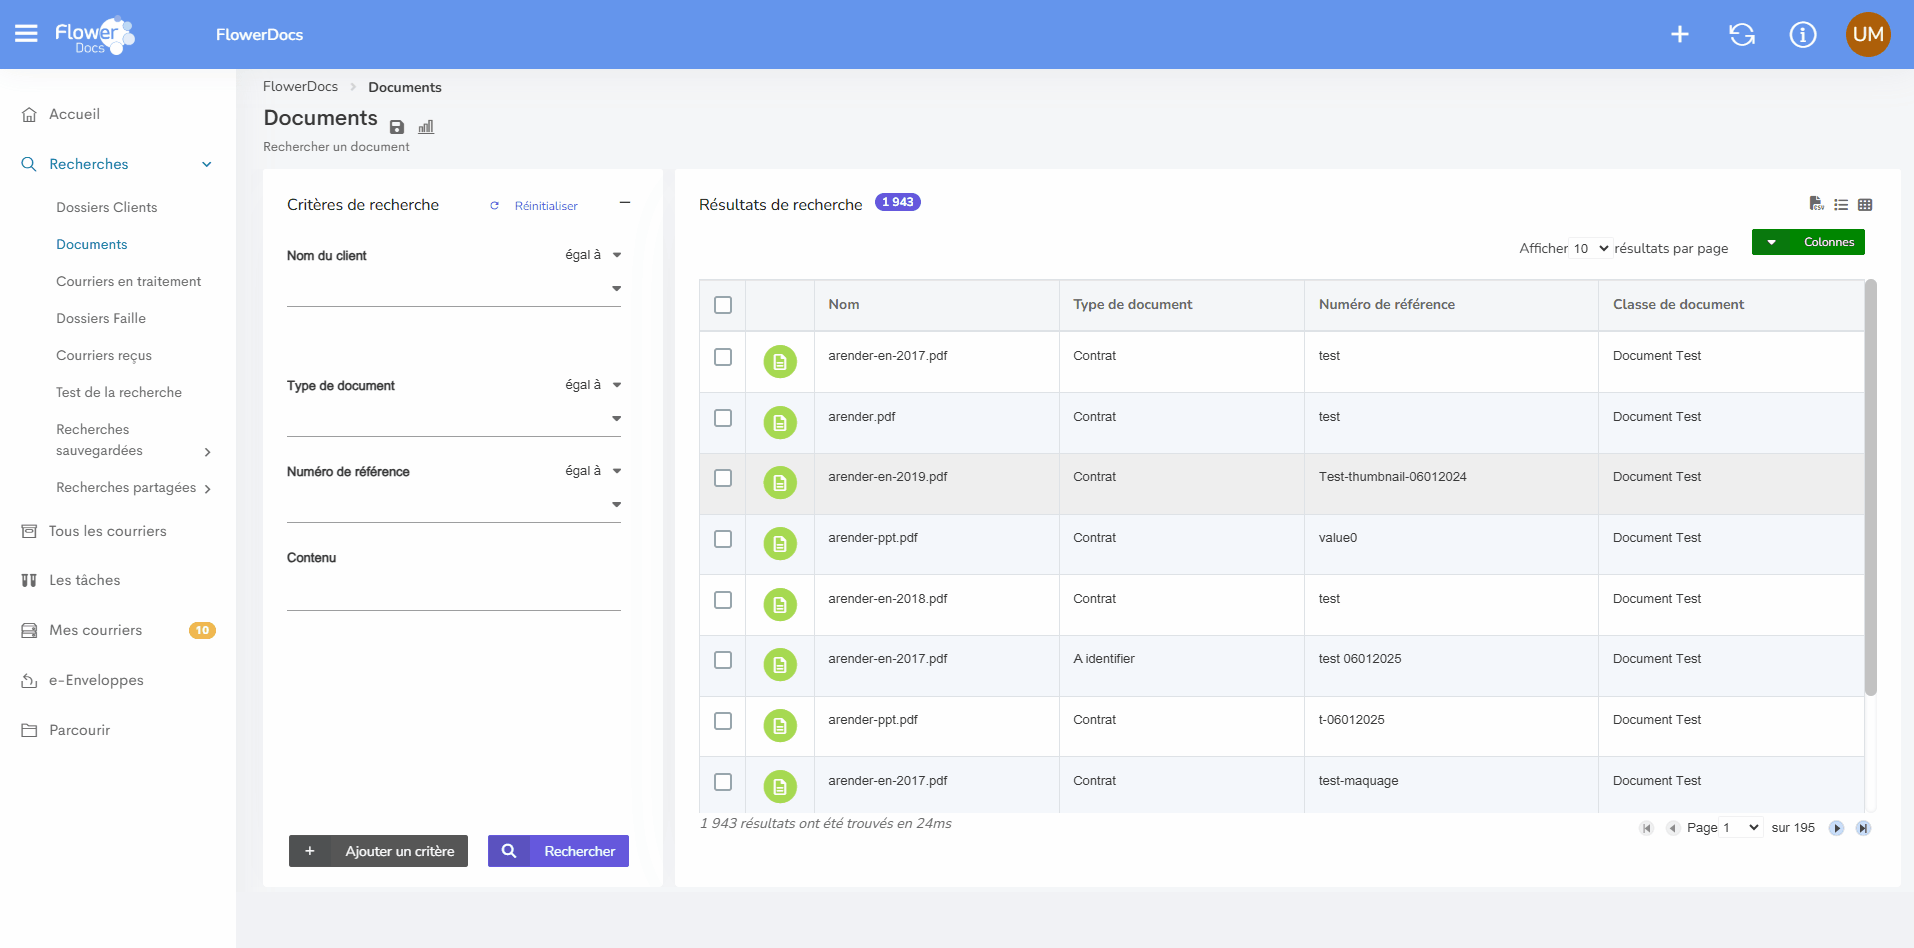 Flower
Docs
FlowerDocs
UM
Accueil
Recherches
Dossiers Clients
Documents
Courriers en traitement
Dossiers Faille
Courriers reçus
Test de la recherche
Recherches
sauvegardées
Recherches partagées
Tous les courriers
Les tâches
Mes courriers 10
e-Enveloppes
Parcourir
FlowerDocs > Documents
Documents
Rechercher un document
Critères de recherche Réinitialiser
Nom du client égal à
Type de document égal à
Numéro de référence égal à
Contenu
+ Ajouter un critère Rechercher
Résultats de recherche 1 943
CSV
Afficher 10 résultats par page Colonnes
Nom Type de document Numéro de référence Classe de document
arender-en-2017.pdf Contrat test Document Test
arender.pdf Contrat test Document Test
arender-en-2019.pdf Contrat Test-thumbnail-06012024 Document Test
arender-ppt.pdf Contrat value0 Document Test
arender-en-2018.pdf Contrat test Document Test
arender-en-2017.pdf A identifier test 06012025 Document Test
arender-ppt.pdf Contrat t-06012025 Document Test
arender-en-2017.pdf Contrat test-maquage Document Test
1 943 résultats ont été trouvés en 24ms
Page 1 sur 195